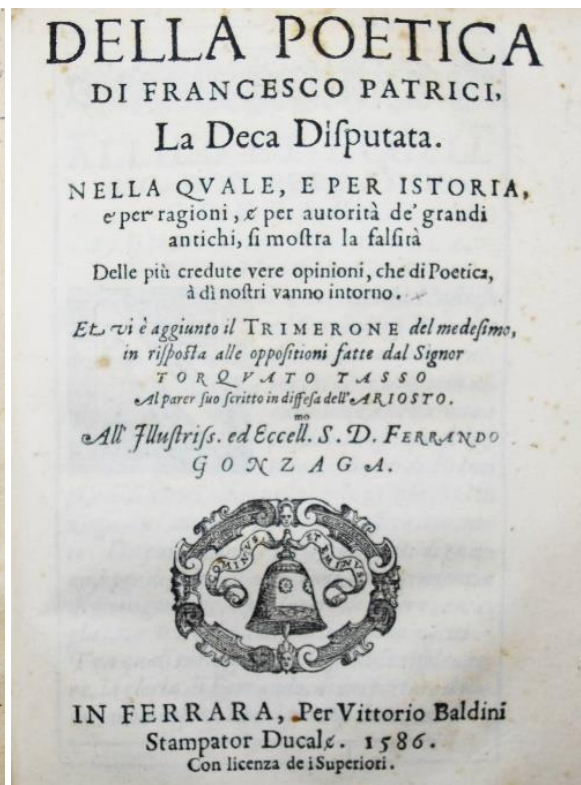 DELLA POETICA
DI FRANCESCO PATRICI,
La Deca Diſputata.
NELLA QVALE, E PER ISTORIA,
e per ragioni, e per autorità de' grandi
antichi, ſi moſtra la falſità
Delle più credute vere opinioni, che di Poetica,
à dì noſtri vanno intorno.
Et vi è aggiunto il TRIMERONE del medeſimo,
in riſpoſta alle oppoſitioni fatte dal Signor
TORQVATO TASSO
Al parer ſuo ſcritto in diffeſa dell'ARIOSTO.
All' Illuſtriſs. ed Eccell.mo S. D. FERRANDO
GONZAGA.
COMINVS ET EMINVS
IN FERRARA, Per Vittorio Baldini
Stampator Ducale. 1586.
Con licenza de i Superiori.